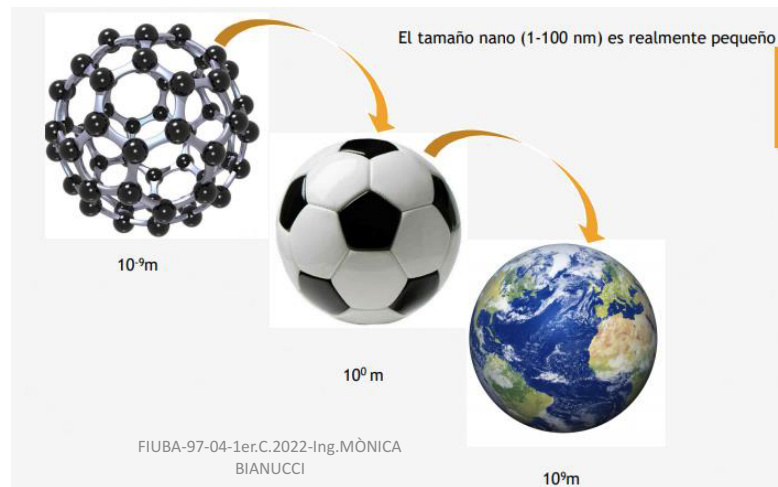 El tamaño nano (1-100 nm) es realmente pequeño
10⁻⁹m
10⁰ m
10⁹m
FIUBA-97-04-1er.C.2022-Ing.MÒNICA
BIANUCCI